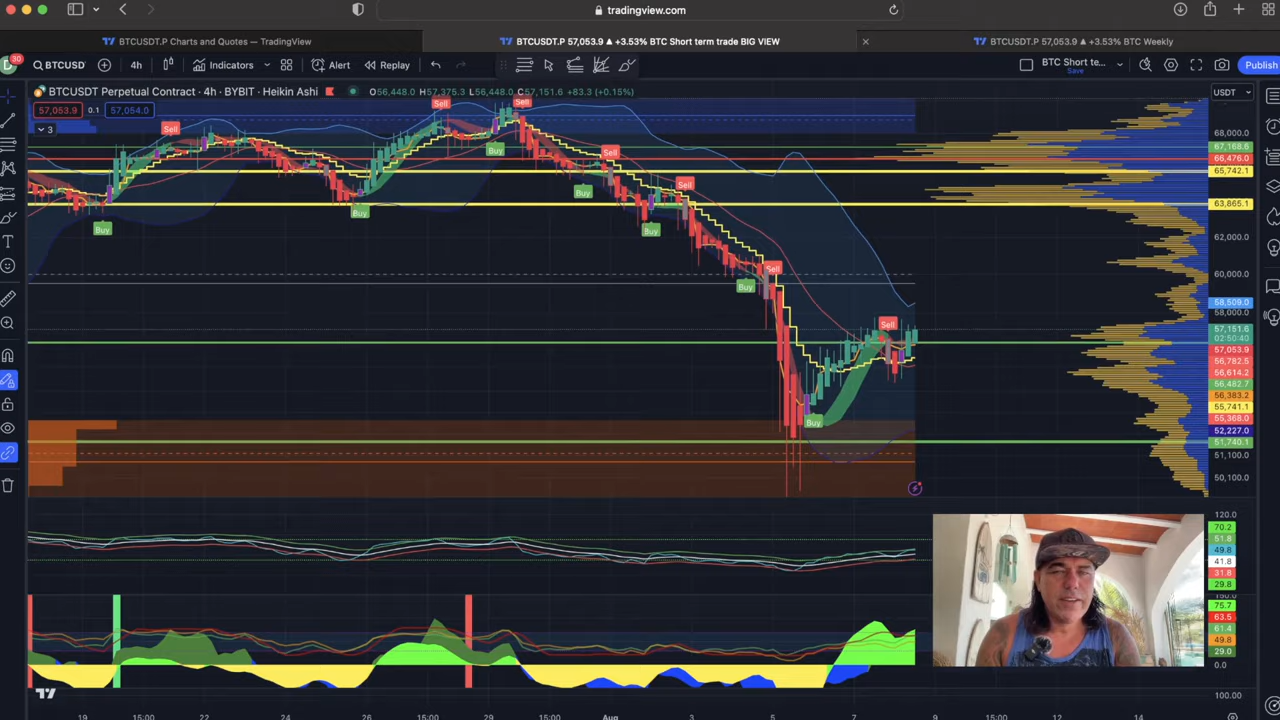 tradingview.com
BTCUSDT.P Charts and Quotes — TradingView
BTCUSDT.P 57,053.9 ▲ +3.53% BTC Short term trade BIG VIEW
BTCUSDT.P 57,053.9 ▲ +3.53% BTC Weekly
30
BTCUSD
4h
Indicators
Alert
Replay
BTC Short te...
Save
Publish
BTCUSDT Perpetual Contract · 4h · BYBIT · Heikin Ashi
O56,448.0 H57,375.3 L56,448.0 C57,151.6 +83.3 (+0.15%)
USDT
57,053.9
0.1
57,054.0
3
Sell
Sell
Sell
Sell
Sell
Sell
Sell
Buy
Buy
Buy
Buy
Buy
Buy
Buy
68,000.0
67,168.6
66,476.0
65,742.1
63,865.1
62,000.0
60,000.0
58,509.0
58,000.0
57,151.6
02:50:40
57,053.9
56,782.5
56,614.2
56,482.7
56,383.2
55,741.1
55,368.0
52,227.0
51,740.1
51,100.0
50,100.0
120.0
70.2
51.8
49.8
41.8
31.8
29.8
150.0
75.7
63.5
61.4
49.8
29.0
0.0
100.00
19
15:00
22
24
26
15:00
29
15:00
Aug
3
5
7
9
15:00
12
14